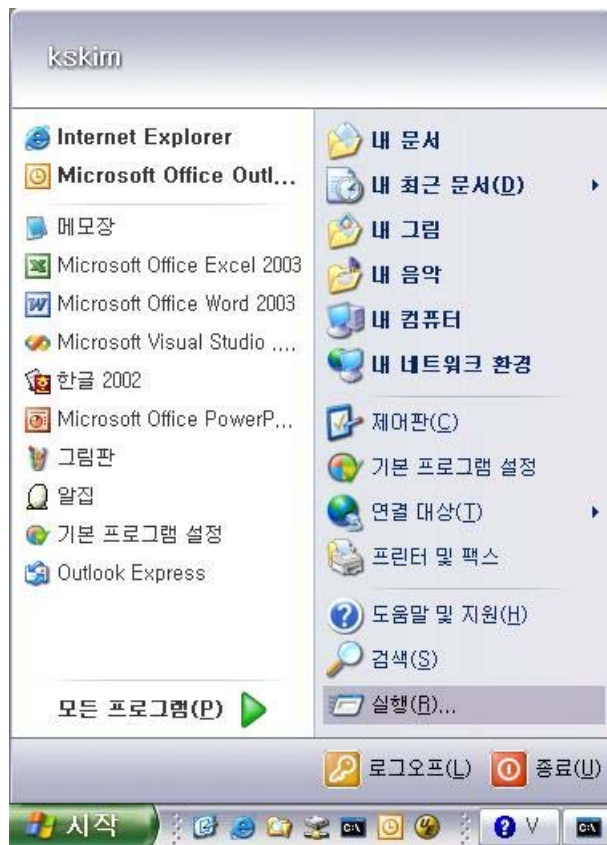 kskim
Internet Explorer
Microsoft Office Outl...
메모장
Microsoft Office Excel 2003
Microsoft Office Word 2003
Microsoft Visual Studio ....
한글 2002
Microsoft Office PowerP...
그림판
알집
기본 프로그램 설정
Outlook Express
모든 프로그램(P)
내 문서
내 최근 문서(D)
내 그림
내 음악
내 컴퓨터
내 네트워크 환경
제어판(C)
기본 프로그램 설정
연결 대상(T)
프린터 및 팩스
도움말 및 지원(H)
검색(S)
실행(R)...
로그오프(L)
종료(U)
시작
V